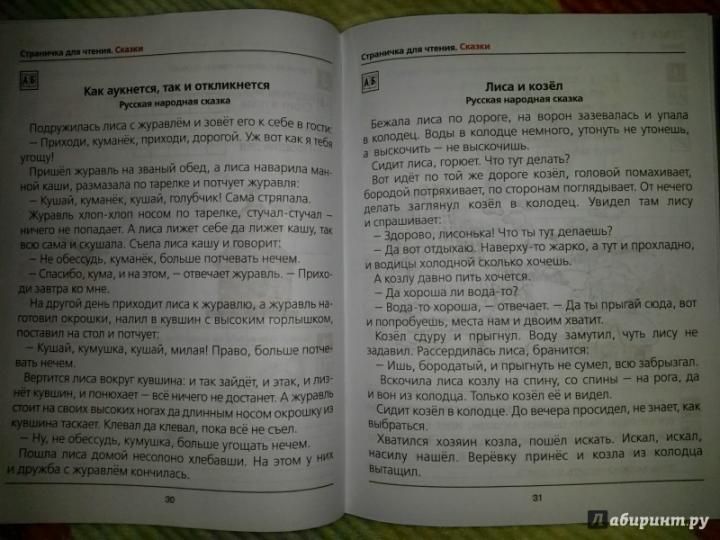 Страничка для чтения. Сказки
А Б
Как аукнется, так и откликнется
Русская народная сказка
Подружилась лиса с журавлём и зовёт его к себе в гости:
– Приходи, куманёк, приходи, дорогой. Уж вот как я тебя
угощу!
Пришёл журавль на званый обед, а лиса наварила ман-
ной каши, размазала по тарелке и потчует журавля:
– Кушай, куманёк, кушай, голубчик! Сама стряпала.
Журавль хлоп-хлоп носом по тарелке, стучал-стучал –
ничего не попадает. А лиса лижет себе да лижет кашу, так
всю сама и скушала. Съела лиса кашу и говорит:
– Не обессудь, куманёк, больше потчевать нечем.
– Спасибо, кума, и на этом, – отвечает журавль. – Прихо-
ди завтра ко мне.
На другой день приходит лиса к журавлю, а журавль на-
готовил окрошки, налил в кувшин с высоким горлышком,
поставил на стол и потчует:
– Кушай, кумушка, кушай, милая! Право, больше потче-
вать нечем.
Вертится лиса вокруг кувшина: и так зайдёт, и этак, и лиз-
нёт кувшин, и понюхает – всё ничего не достанет. А журавль
стоит на своих высоких ногах да длинным носом окрошку из
кувшина таскает. Клевал да клевал, пока всё не съел.
– Ну, не обессудь, кумушка, больше угощать нечем.
Пошла лиса домой несолоно хлебавши. На этом у них
и дружба с журавлём кончилась.
30
Страничка для чтения. Сказки
А Б
Лиса и козёл
Русская народная сказка
Бежала лиса по дороге, на ворон зазевалась и упала
в колодец. Воды в колодце немного, утонуть не утонешь,
а выскочить – не выскочишь.
Сидит лиса, горюет. Что тут делать?
Вот идёт по той же дороге козёл, головой помахивает,
бородой потряхивает, по сторонам поглядывает. От нечего
делать заглянул козёл в колодец. Увидел там лису
и спрашивает:
– Здорово, лисонька! Что ты тут делаешь?
– Да вот отдыхаю. Наверху-то жарко, а тут и прохладно,
и водицы холодной сколько хочешь.
А козлу давно пить хочется.
– Да хороша ли вода-то?
– Вода-то хороша, – отвечает. – Да ты прыгай сюда, вот
и попробуешь, места нам и двоим хватит.
Козёл сдуру и прыгнул. Воду замутил, чуть лису не
задавил. Рассердилась лиса, бранится:
– Ишь, бородатый, и прыгнуть не сумел, всю забрызгал.
Вскочила лиса козлу на спину, со спины – на рога, да
и вон из колодца. Только козёл её и видел.
Сидит козёл в колодце. До вечера просидел, не знает, как
выбраться.
Хватился хозяин козла, пошёл искать. Искал, искал,
насилу нашёл. Верёвку принёс и козла из колодца
вытащил.
31
Лабиринт.ру